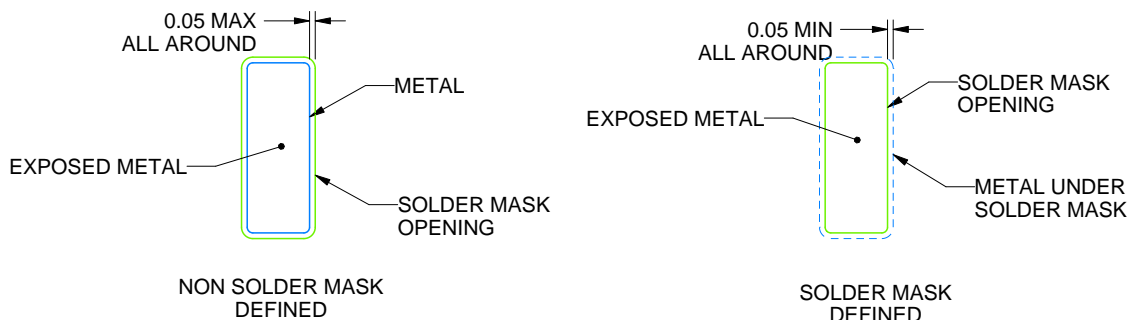 0.05 MAX
ALL AROUND
METAL
EXPOSED METAL
SOLDER MASK
OPENING
NON SOLDER MASK
DEFINED
0.05 MIN
ALL AROUND
SOLDER MASK
OPENING
EXPOSED METAL
METAL UNDER
SOLDER MASK
SOLDER MASK
DEFINED